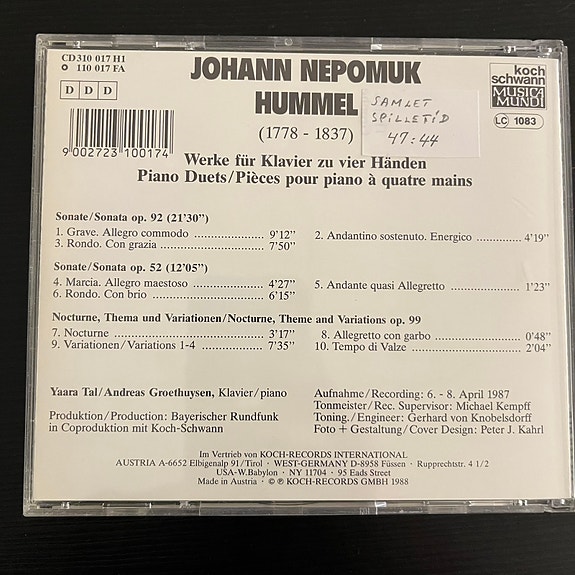 CD 310 017 H1
110 017 FA
D D D
9 002723 100174
JOHANN NEPOMUK
HUMMEL
(1778 - 1837)
SAMLET
SPILLETID
47:44
koch
schwann
MUSICA
MUNDI
LC 1083
Werke für Klavier zu vier Händen
Piano Duets/Pièces pour piano à quatre mains
Sonate/Sonata op. 92 (21'30")
1. Grave. Allegro commodo 9'12"
2. Andantino sostenuto. Energico 4'19"
3. Rondo. Con grazia 7'50"
Sonate/Sonata op. 52 (12'05")
4. Marcia. Allegro maestoso 4'27"
5. Andante quasi Allegretto 1'23"
6. Rondo. Con brio 6'15"
Nocturne, Thema und Variationen/Nocturne, Theme and Variations op. 99
7. Nocturne 3'17"
8. Allegretto con garbo 0'48"
9. Variationen/Variations 1-4 7'35"
10. Tempo di Valze 2'04"
Yaara Tal/Andreas Groethuysen, Klavier/piano
Produktion/Production: Bayerischer Rundfunk
in Coproduktion mit Koch-Schwann
Aufnahme/Recording: 6. - 8. April 1987
Tonmeister/Rec. Supervisor: Michael Kempff
Toning./Engineer: Gerhard von Knobelsdorff
Foto + Gestaltung/Cover Design: Peter J. Kahrl
Im Vertrieb von KOCH-RECORDS INTERNATIONAL
AUSTRIA A-6652 Elbigenalp 91/Tirol · WEST-GERMANY D-8958 Füssen · Rupprechtstr. 4 1/2
USA-W.Babylon · NY 11704 · 95 Eads Street
Made in Austria · © ℗ KOCH-RECORDS GMBH 1988